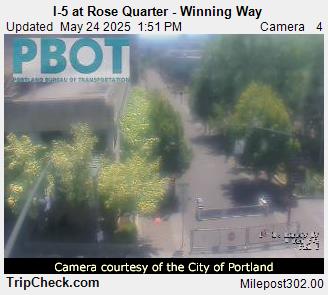 I-5 at Rose Quarter - Winning Way
Updated May 24 2025 1:51 PM Camera 4
PBOT
PORTLAND BUREAU OF TRANSPORTATION
Camera courtesy of the City of Portland
TripCheck.com Milepost302.00